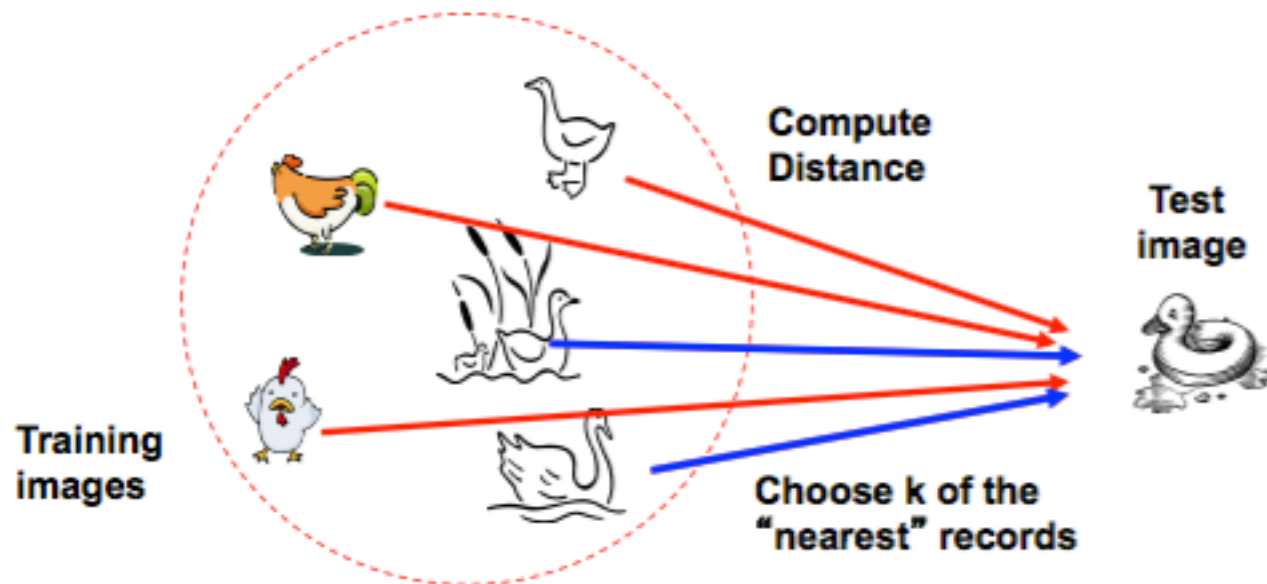 Compute
Distance
Test
image
Training
images
Choose k of the
“nearest” records